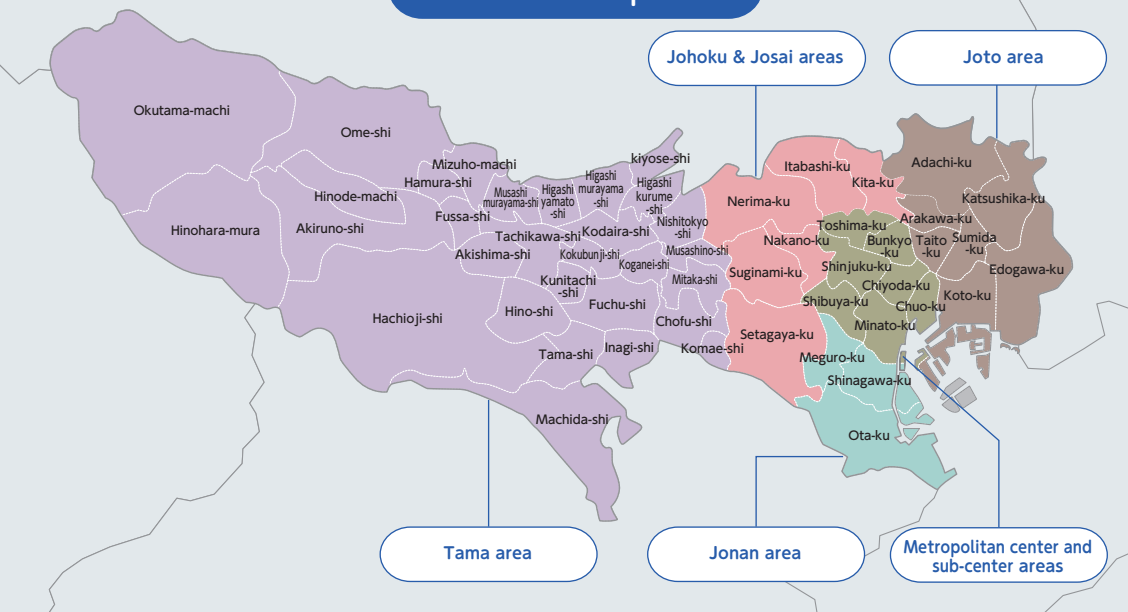 Johoku & Josai areas
Joto area
Okutama-machi
Ome-shi
Mizuho-machi
Hamura-shi
Hinode-machi
Fussa-shi
Hinohara-mura
Akiruno-shi
Musashi
murayama-shi
Higashi
yamato
-shi
Higashi
murayama
-shi
kiyose-shi
Higashi
kurume
-shi
Nishitokyo
-shi
Tachikawa-shi
Kodaira-shi
Akishima-shi
Kokubunji-shi
Koganei-shi
Musashino-shi
Mitaka-shi
Kunitachi
-shi
Hachioji-shi
Hino-shi
Fuchu-shi
Chofu-shi
Komae-shi
Tama-shi
Inagi-shi
Machida-shi
Itabashi-ku
Kita-ku
Nerima-ku
Nakano-ku
Suginami-ku
Setagaya-ku
Adachi-ku
Katsushika-ku
Arakawa-ku
Toshima-ku
Bunkyo
-ku
Taito
-ku
Sumida
-ku
Edogawa-ku
Shinjuku-ku
Chiyoda-ku
Koto-ku
Shibuya-ku
Chuo-ku
Minato-ku
Meguro-ku
Shinagawa-ku
Ota-ku
Tama area
Jonan area
Metropolitan center and
sub-center areas